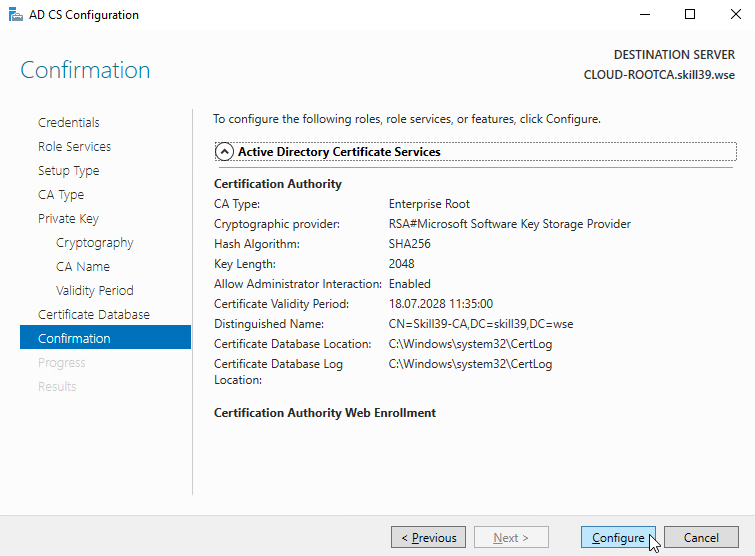 AD CS Configuration
Confirmation
DESTINATION SERVER
CLOUD-ROOTCA.skill39.wse
Credentials
Role Services
Setup Type
CA Type
Private Key
Cryptography
CA Name
Validity Period
Certificate Database
Confirmation
Progress
Results
To configure the following roles, role services, or features, click Configure.
Active Directory Certificate Services
Certification Authority
CA Type: Enterprise Root
Cryptographic provider: RSA#Microsoft Software Key Storage Provider
Hash Algorithm: SHA256
Key Length: 2048
Allow Administrator Interaction: Enabled
Certificate Validity Period: 18.07.2028 11:35:00
Distinguished Name: CN=Skill39-CA,DC=skill39,DC=wse
Certificate Database Location: C:\Windows\system32\CertLog
Certificate Database Log C:\Windows\system32\CertLog
Location:
Certification Authority Web Enrollment
< Previous
Next >
Configure
Cancel